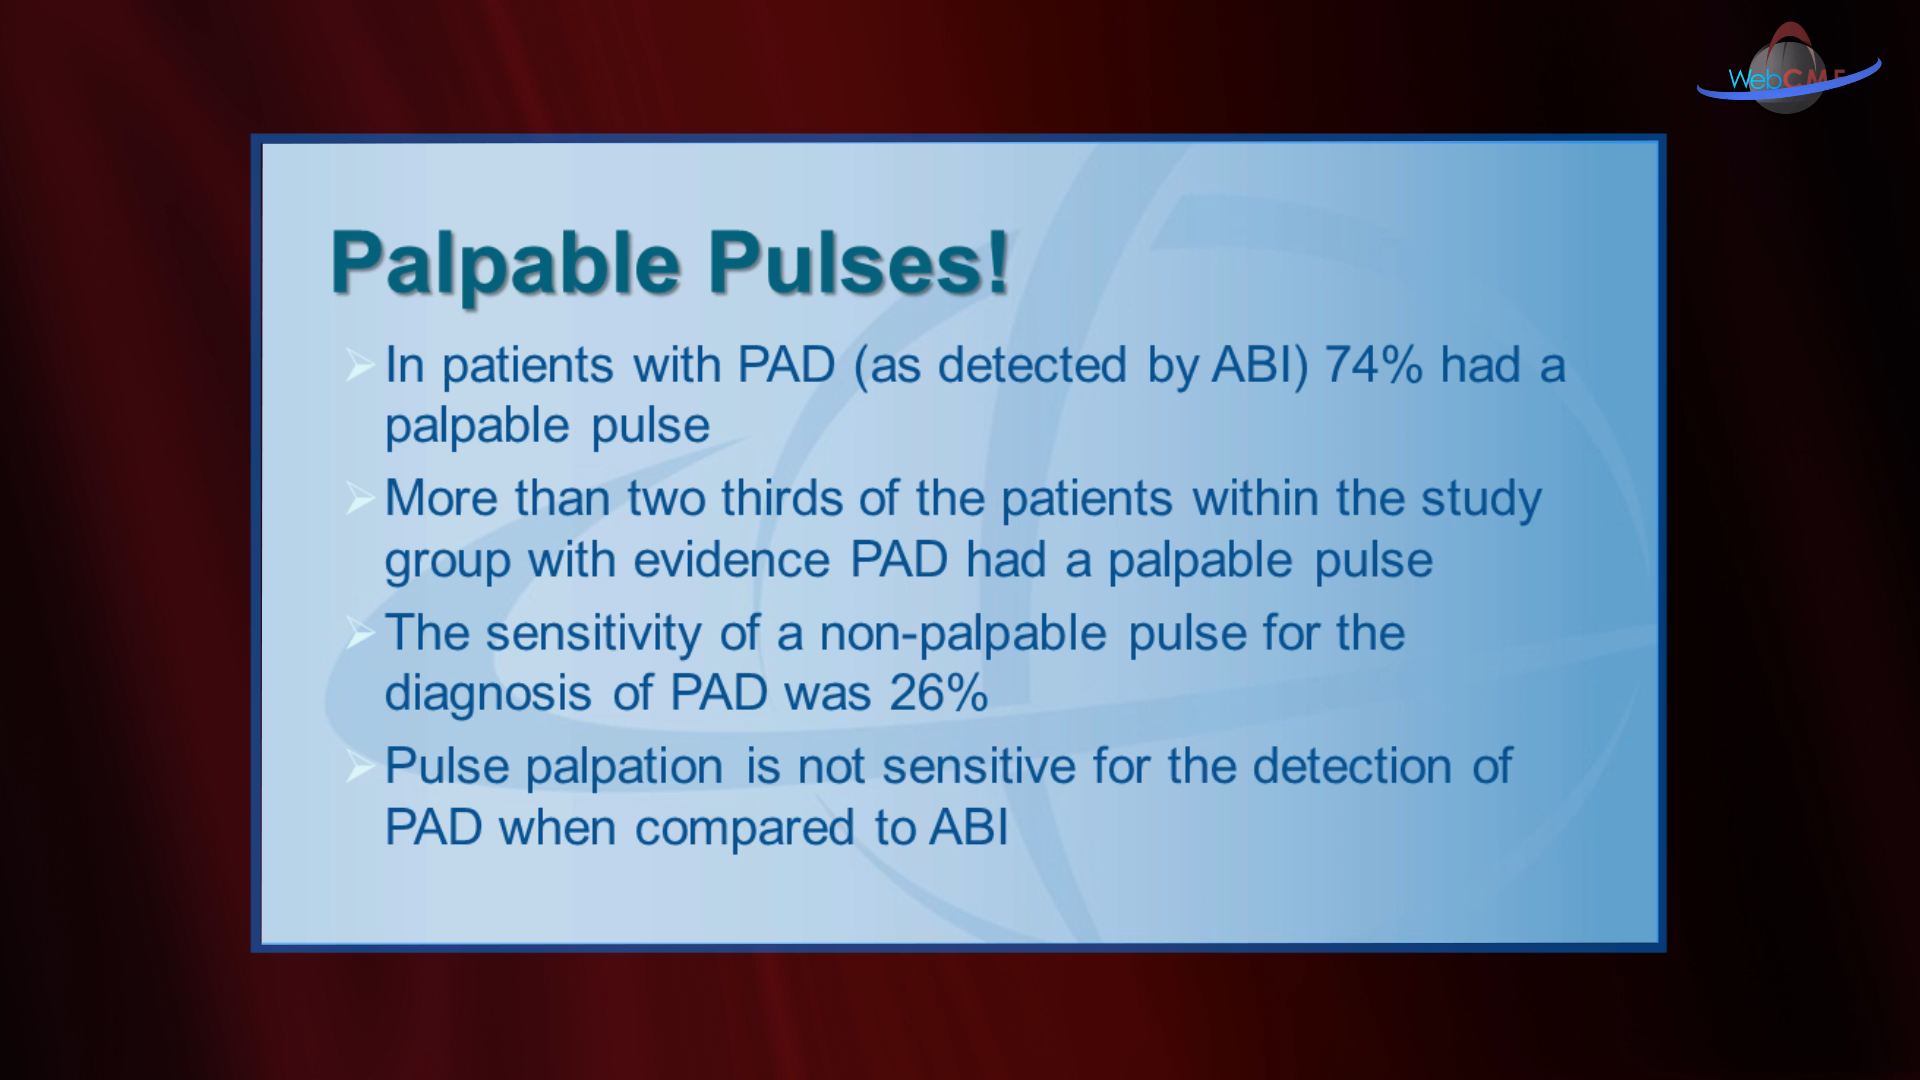 WebCME
Palpable Pulses!
In patients with PAD (as detected by ABI) 74% had a
palpable pulse
More than two thirds of the patients within the study
group with evidence PAD had a palpable pulse
The sensitivity of a non-palpable pulse for the
diagnosis of PAD was 26%
Pulse palpation is not sensitive for the detection of
PAD when compared to ABI